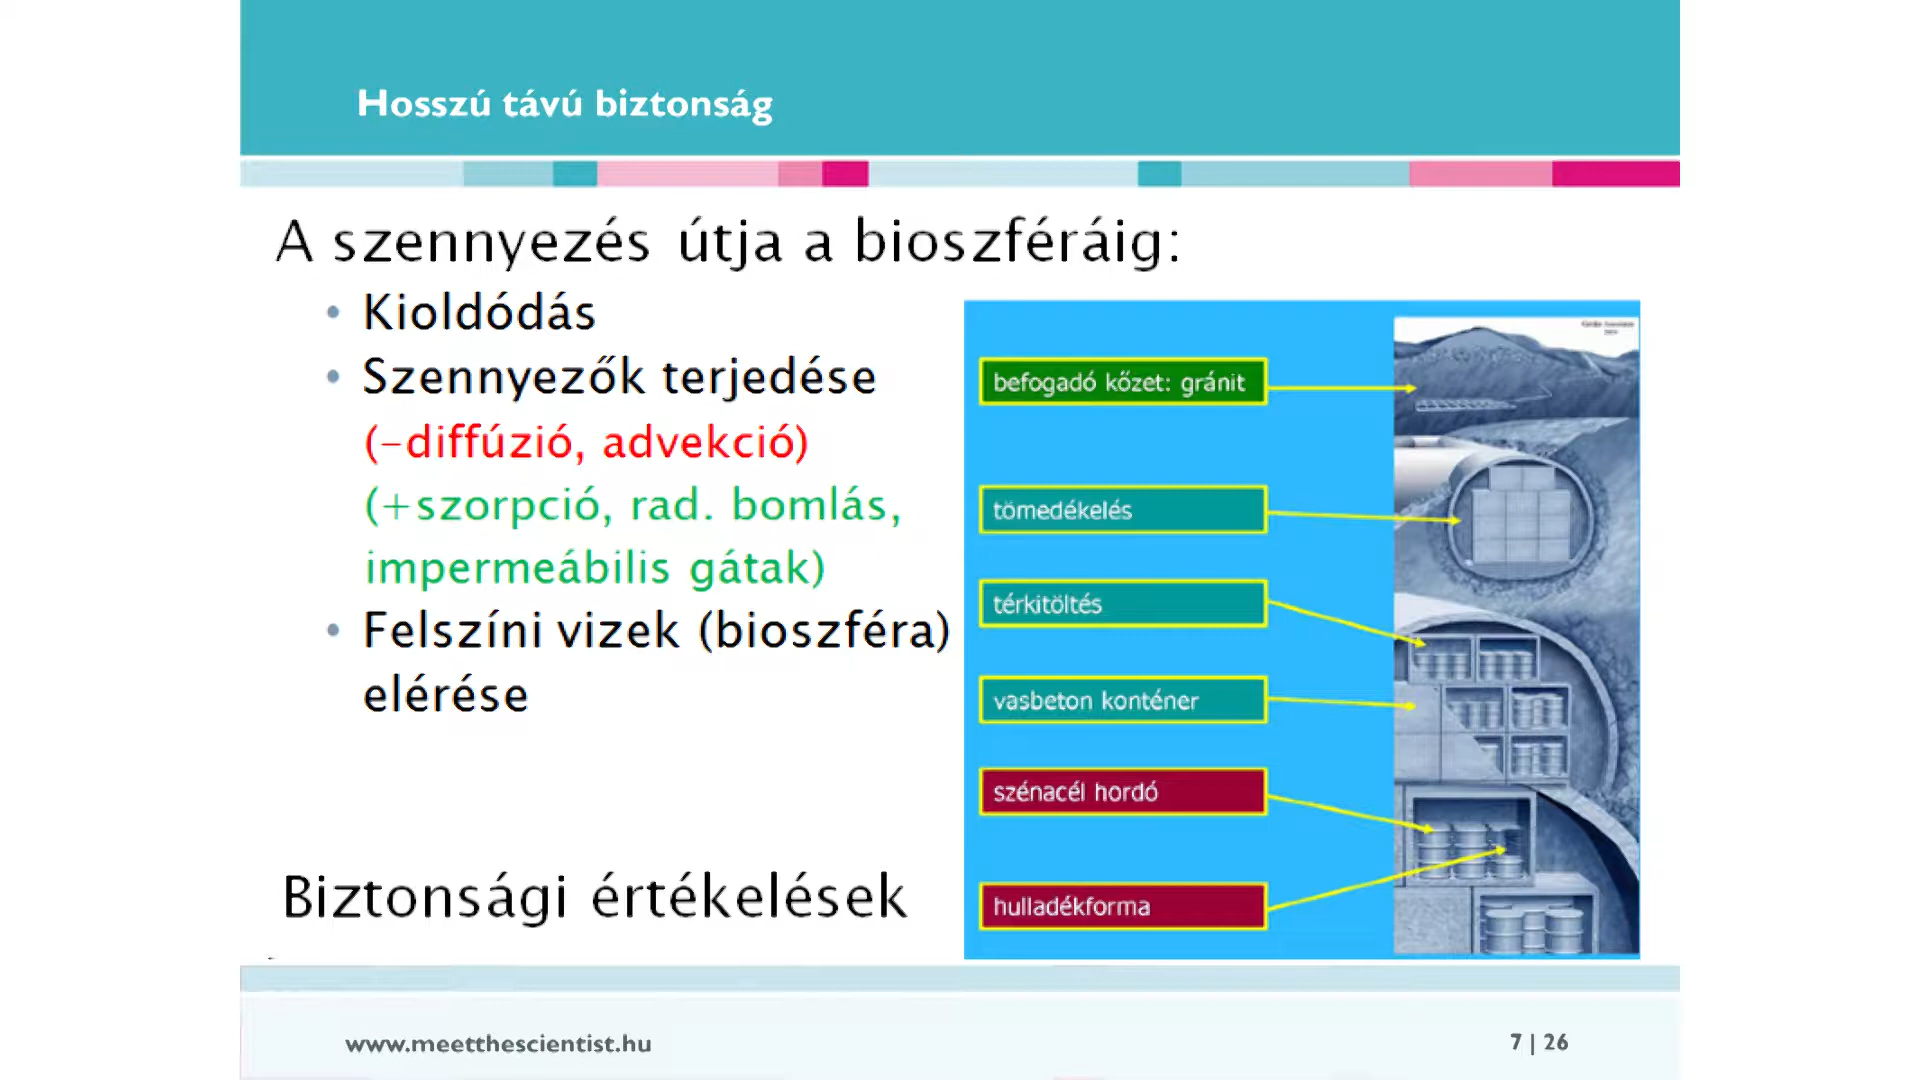 Hosszú távú biztonság
A szennyezés útja a bioszféráig:
• Kioldódás
• Szennyezők terjedése
(-diffúzió, advekció)
(+szorpció, rad. bomlás,
impermeábilis gátak)
• Felszíni vizek (bioszféra)
elérése
Biztonsági értékelések
befogadó kőzet: gránit
tömedékelés
térkitöltés
vasbeton konténer
szénacél hordó
hulladékforma
www.meetthescientist.hu
7 | 26